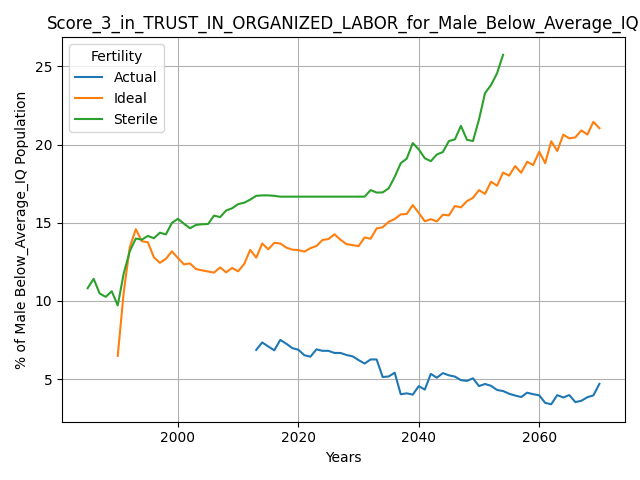 Score_3_in_TRUST_IN_ORGANIZED_LABOR_for_Male_Below_Average_IQ
Fertility
Actual
Ideal
Sterile
% of Male Below_Average_IQ Population
25
20
15
10
5
2000
2020
2040
2060
Years